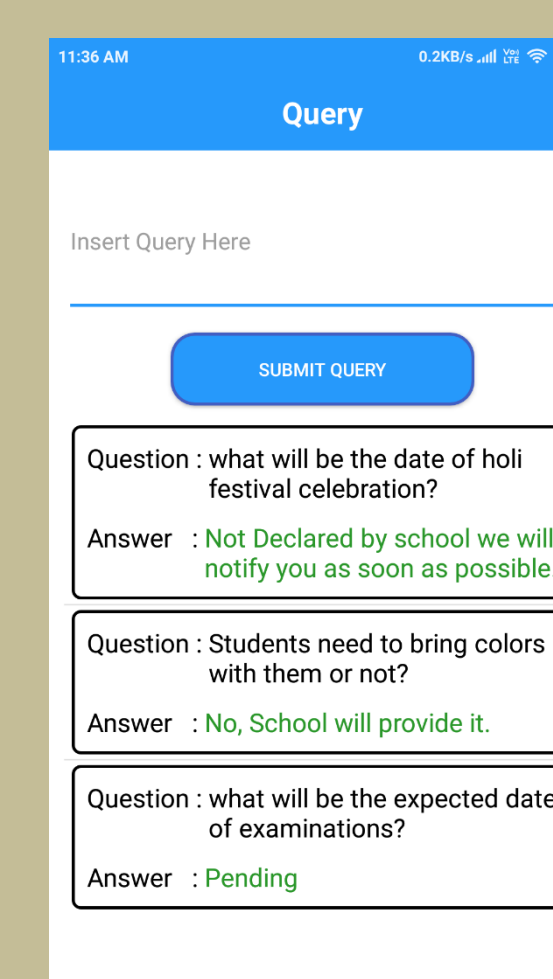 11:36 AM 0.2KB/s Vo) LTE
Query
Insert Query Here
SUBMIT QUERY
Question : what will be the date of holi
festival celebration?
Answer : Not Declared by school we will
notify you as soon as possible.
Question : Students need to bring colors
with them or not?
Answer : No, School will provide it.
Question : what will be the expected date
of examinations?
Answer : Pending